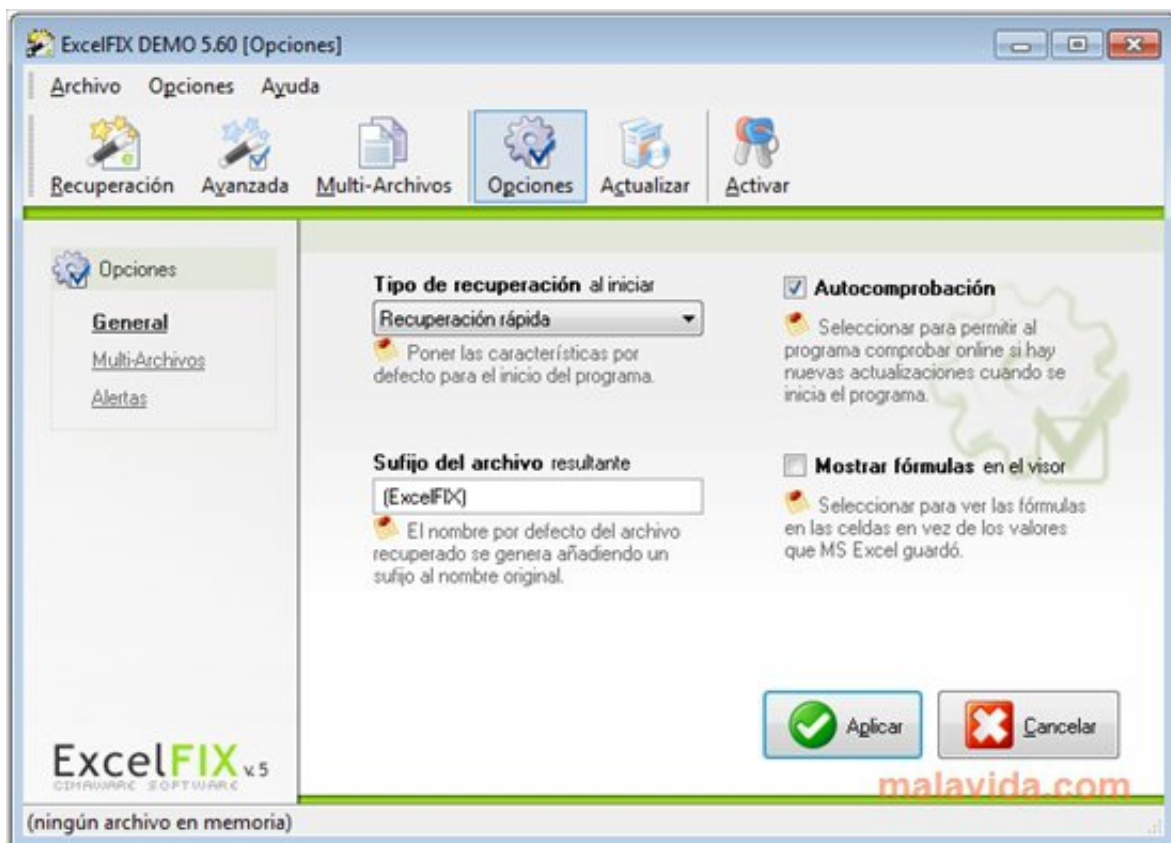 ExcelFIX DEMO 5.60 [Opciones]
Archivo Opciones Ayuda
Recuperación Avanzada Multi-Archivos Opciones Actualizar Activar
Opciones
General
Multi-Archivos
Alertas
Tipo de recuperación al iniciar
Recuperación rápida
Poner las características por
defecto para el inicio del programa.
Sufijo del archivo resultante
(ExcelFIX)
El nombre por defecto del archivo
recuperado se genera añadiendo un
sufijo al nombre original.
Autocomprobación
Seleccionar para permitir al
programa comprobar online si hay
nuevas actualizaciones cuando se
inicia el programa.
Mostrar fórmulas en el visor
Seleccionar para ver las fórmulas
en las celdas en vez de los valores
que MS Excel guardó.
Aplicar Cancelar
ExcelFIX v.5
CIMAWARE SOFTWARE
malavida.com
(ningún archivo en memoria)